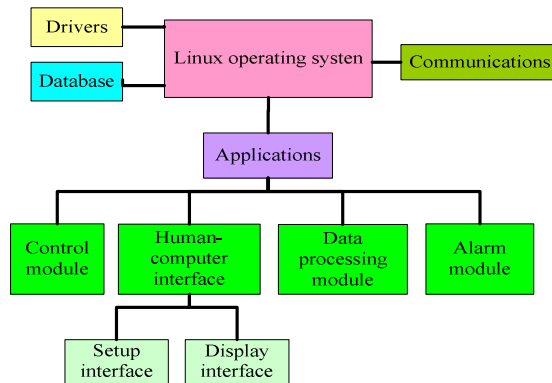 Drivers
Linux operating systen
Communications
Database
Applications
Control
module
Human-
computer
interface
Data
processing
module
Alarm
module
Setup
interface
Display
interface